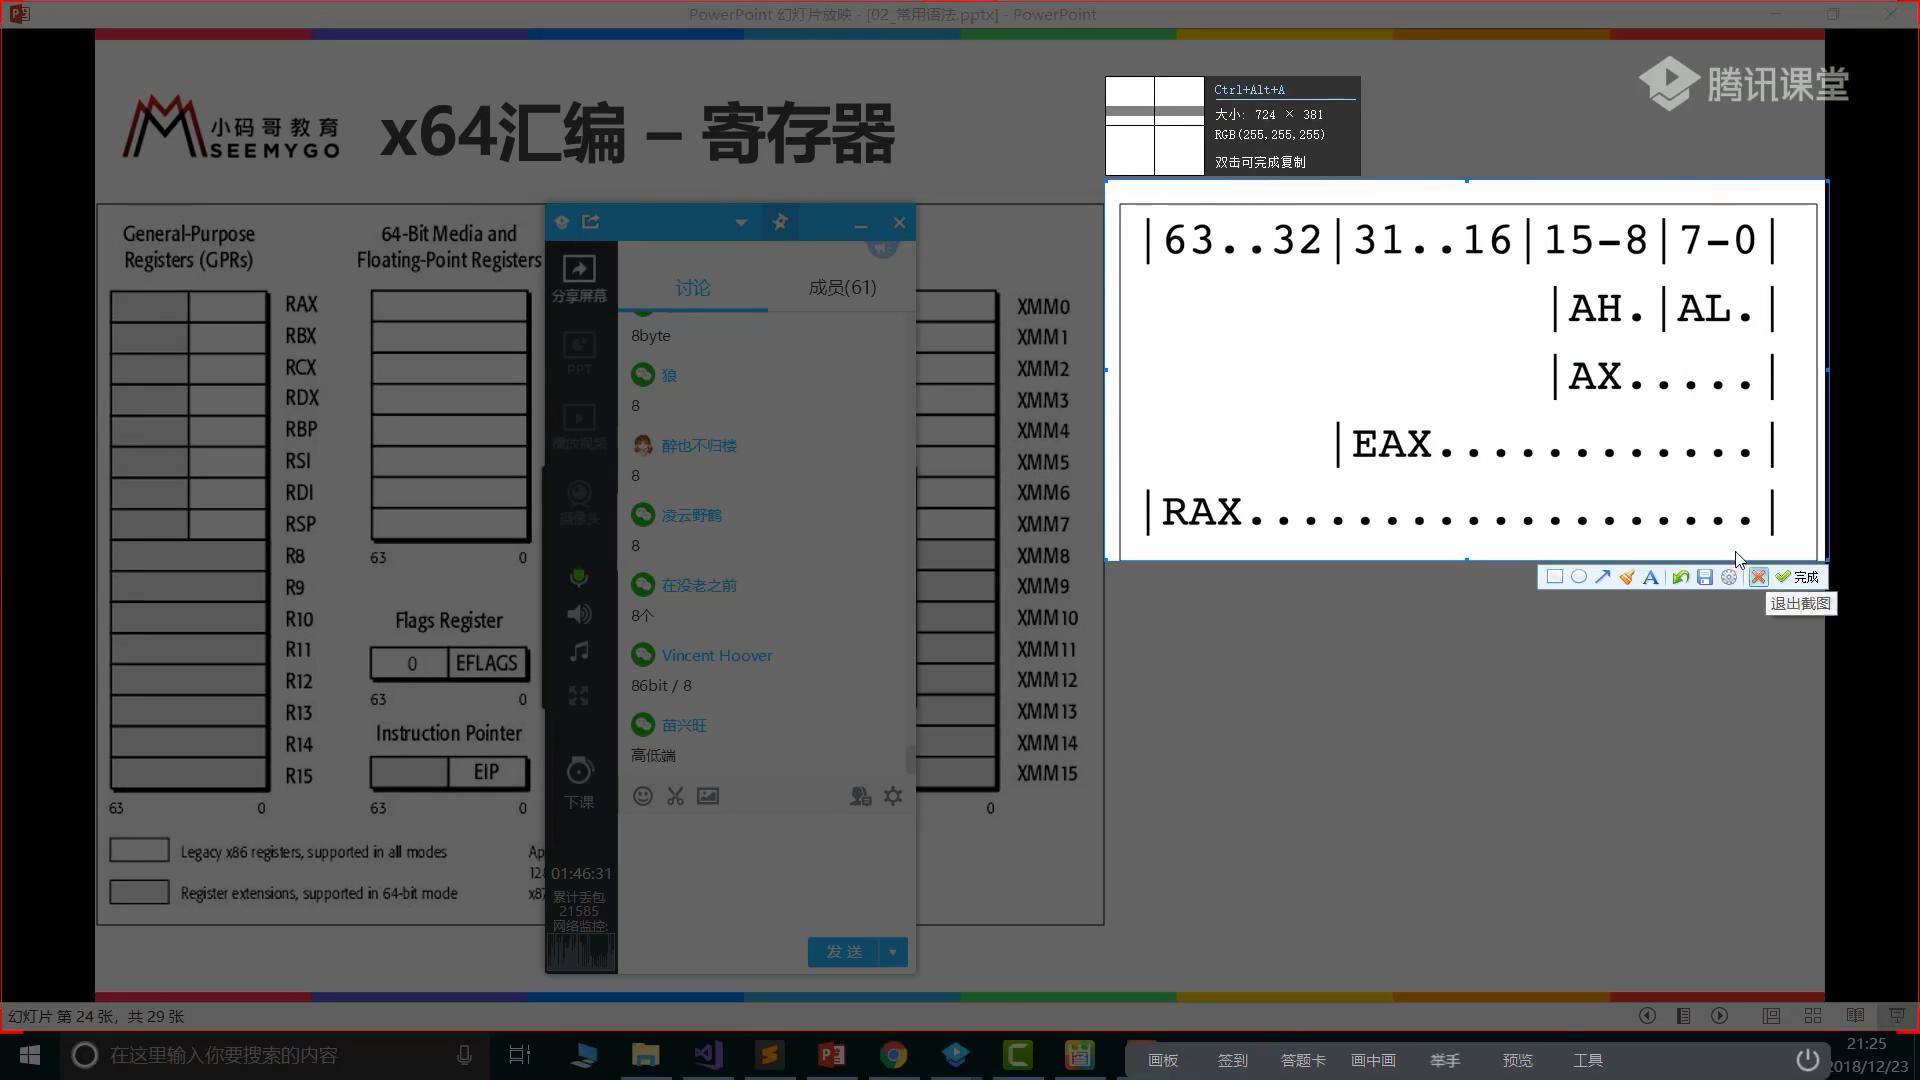 PowerPoint 幻灯片放映 - [02_常用语法.pptx] - PowerPoint
腾讯课堂
小码哥教育
SEEMYGO
x64汇编 – 寄存器
Ctrl+Alt+A
大小: 724 × 381
RGB(255,255,255)
双击可完成复制
General-Purpose
Registers (GPRs)
RAX
RBX
RCX
RDX
RBP
RSI
RDI
RSP
R8
R9
R10
R11
R12
R13
R14
R15
63 0
64-Bit Media and
Floating-Point Registers
63 0
Flags Register
0 EFLAGS
63 0
Instruction Pointer
EIP
63 0
Legacy x86 registers, supported in all modes
Register extensions, supported in 64-bit mode
Ap
128
x87
分享屏幕
PPT
播放视频
摄像头
下课
01:46:31
累计丢包
21585
网络监控:
讨论
成员(61)
8byte
狼
8
醉也不归楼
8
凌云野鹤
8
在没老之前
8个
Vincent Hoover
86bit / 8
苗兴旺
高低端
发送
XMM0
XMM1
XMM2
XMM3
XMM4
XMM5
XMM6
XMM7
XMM8
XMM9
XMM10
XMM11
XMM12
XMM13
XMM14
XMM15
0
|63..32|31..16|15-8|7-0|
|AH.|AL.|
|AX.....|
|EAX............|
|RAX...................|
完成
退出截图
幻灯片 第 24 张，共 29 张
在这里输入你要搜索的内容
画板 签到 答题卡 画中画 举手 预览 工具
21:25
2018/12/23